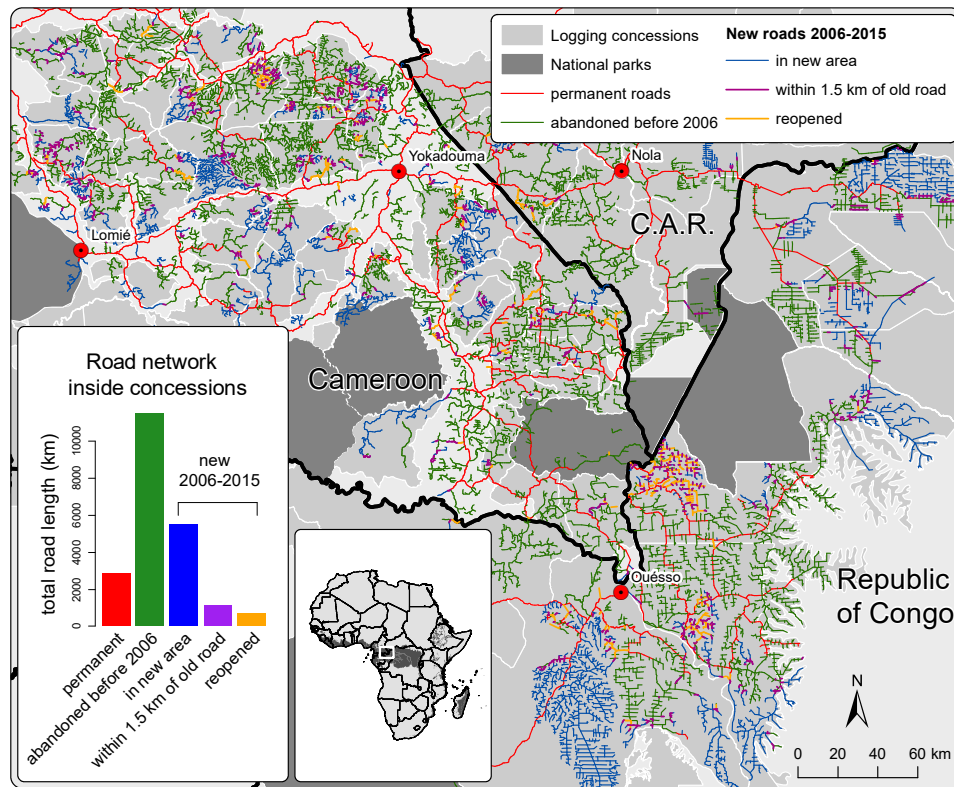 Logging concessions
National parks
permanent roads
abandoned before 2006
New roads 2006-2015
in new area
within 1.5 km of old road
reopened
Yokadouma
Nola
C.A.R.
Lomié
Cameroon
Ouésso
Republic
of Congo
Road network
inside concessions
new
2006-2015
total road length (km)
10000
8000
6000
4000
2000
0
permanent
abandoned before 2006
in new area
within 1.5 km of old road
reopened
N
0 20 40 60 km